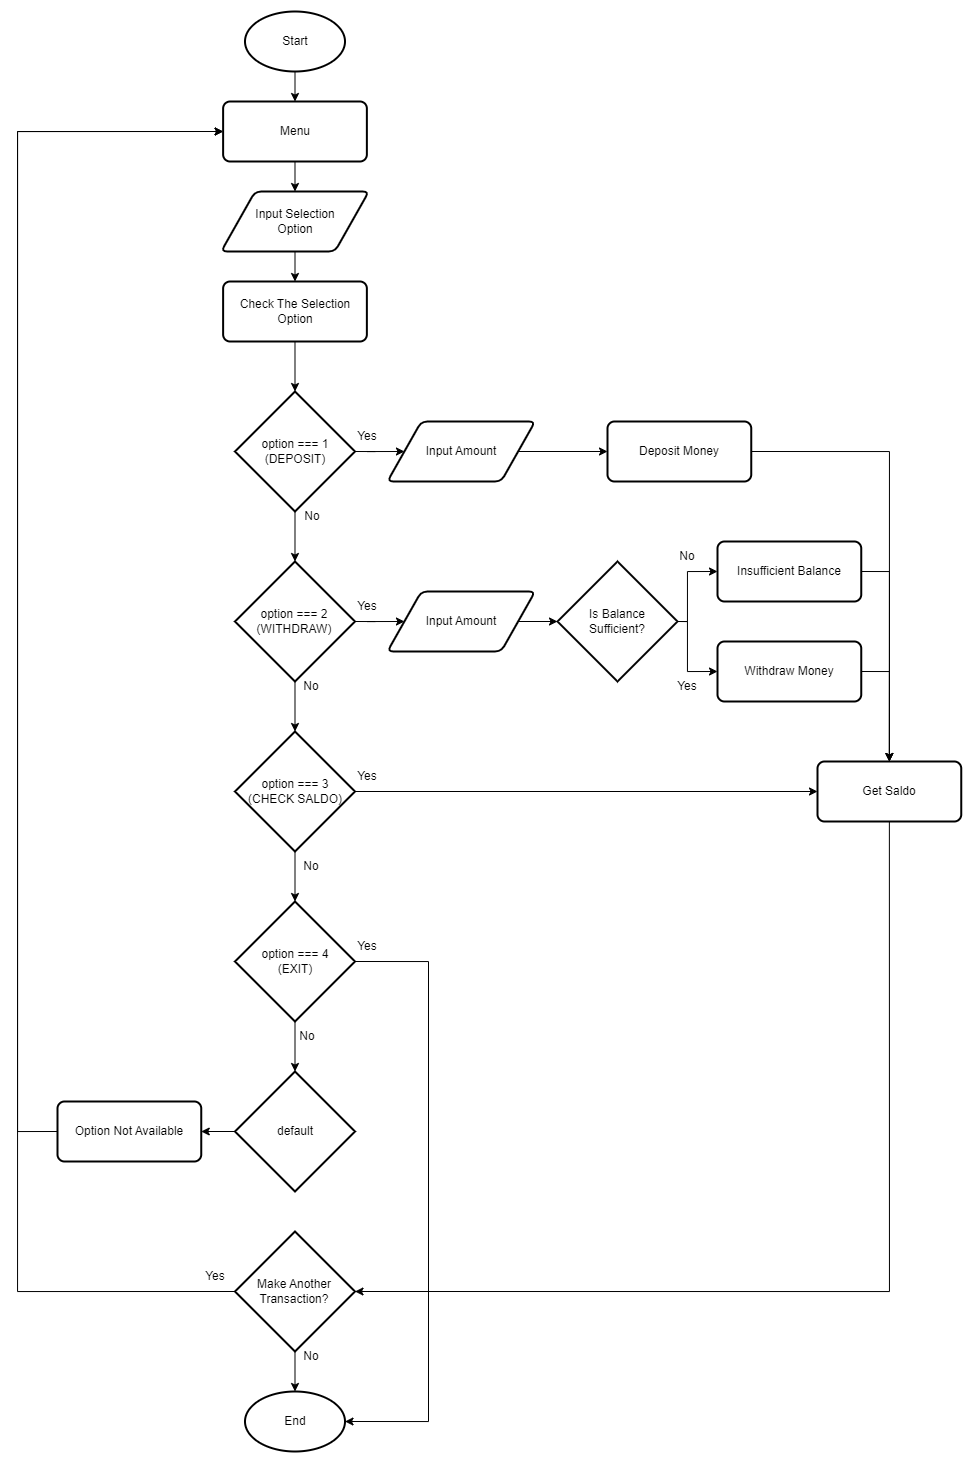 Start
Menu
Input Selection
Option
Check The Selection
Option
option === 1
(DEPOSIT)
Yes
Input Amount
Deposit Money
No
option === 2
(WITHDRAW)
Yes
Input Amount
Is Balance
Sufficient?
No
Insufficient Balance
Yes
Withdraw Money
No
option === 3
(CHECK SALDO)
Yes
Get Saldo
No
option === 4
(EXIT)
Yes
No
default
Option Not Available
Make Another
Transaction?
Yes
No
End